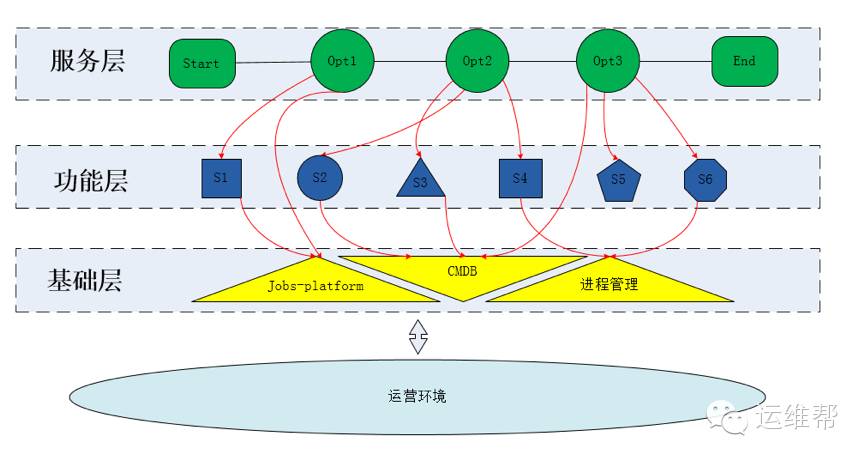 服务层
Start
Opt1
Opt2
Opt3
End
功能层
S1
S2
S3
S4
S5
S6
基础层
Jobs-platform
CMDB
进程管理
运营环境
运维帮